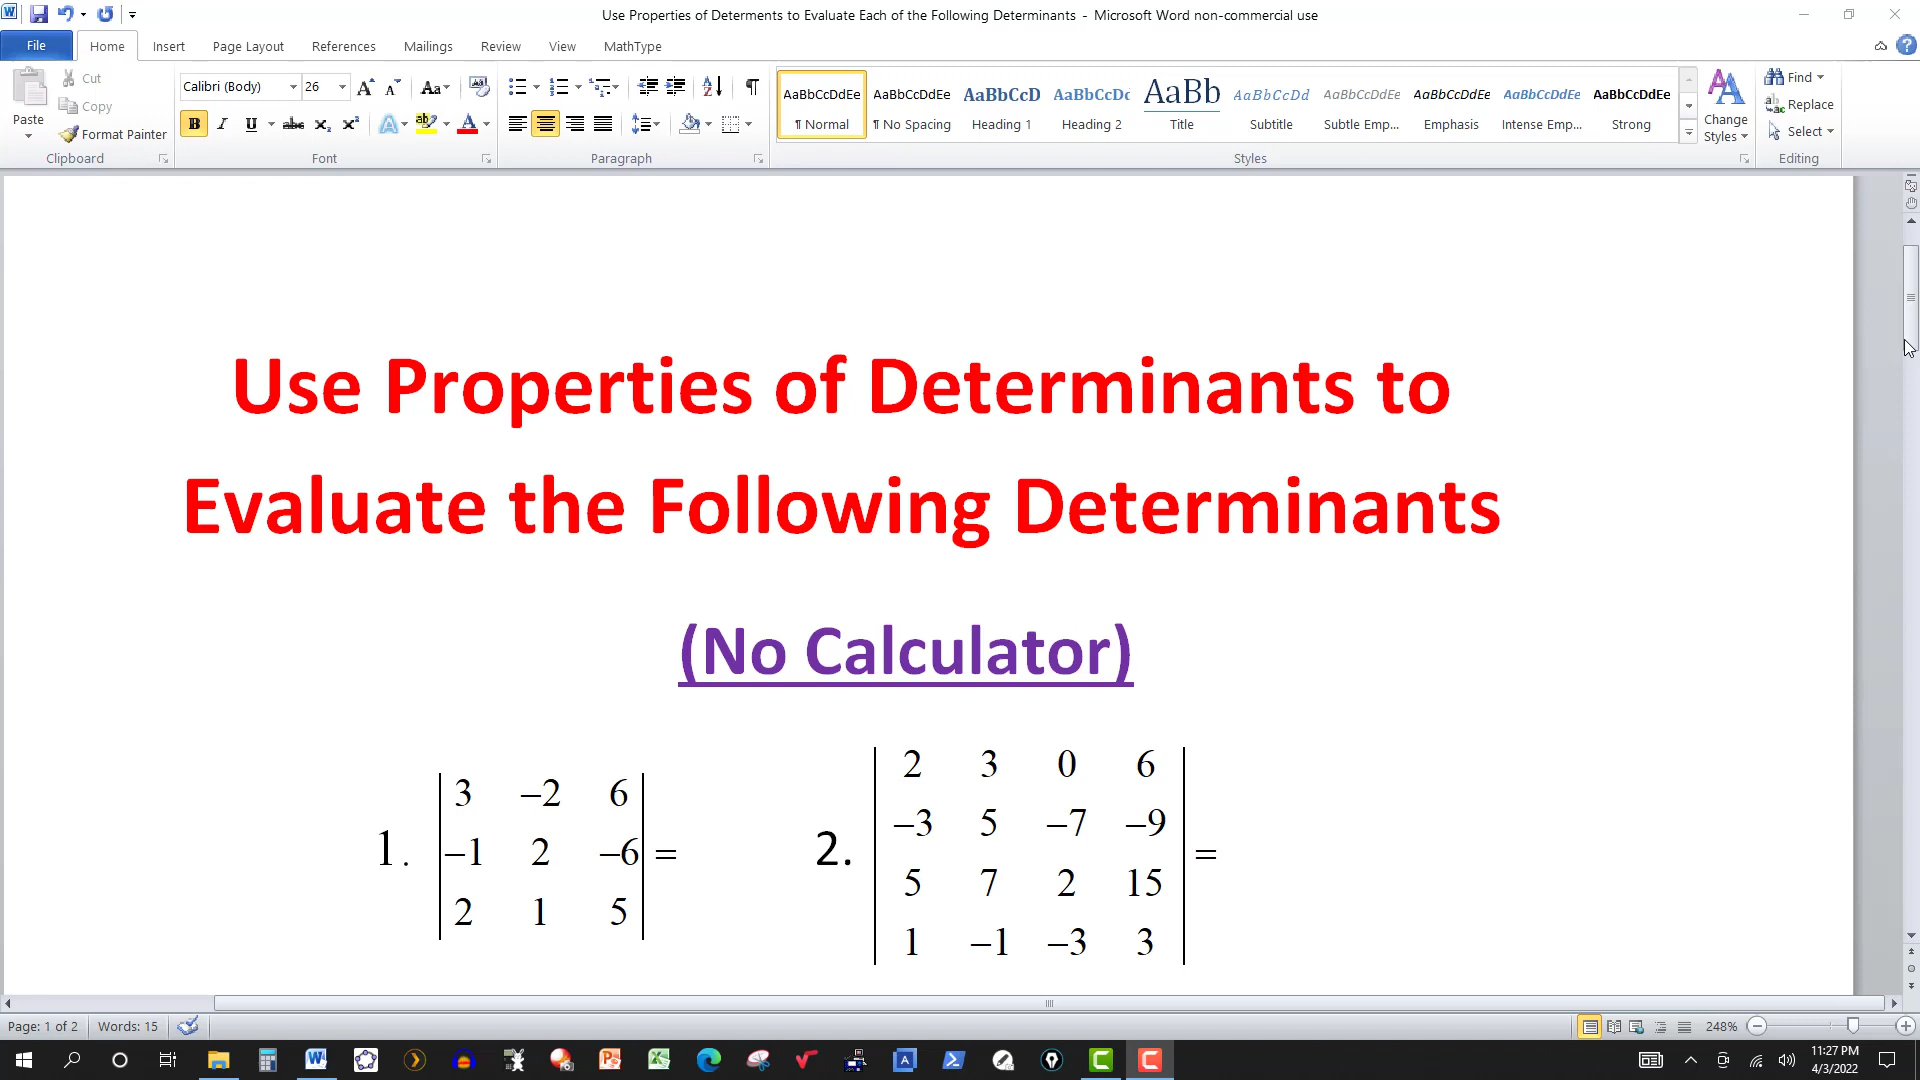 Use Properties of Determents to Evaluate Each of the Following Determinants - Microsoft Word non-commercial use
File Home Insert Page Layout References Mailings Review View MathType
Paste
Cut
Copy
Format Painter
Clipboard
Calibri (Body) 26
B I U abc x₂ x² A ab A
Font
Paragraph
AaBbCcDdEe AaBbCcDdEe AaBbCcD AaBbCcDc AaBb AaBbCcDd AaBbCcDdEe AaBbCcDdEe AaBbCcDdEe AaBbCcDdEe
¶ Normal ¶ No Spacing Heading 1 Heading 2 Title Subtitle Subtle Emp... Emphasis Intense Emp... Strong
Styles
Change
Styles
Find
Replace
Select
Editing
Use Properties of Determinants to
Evaluate the Following Determinants
(No Calculator)
1. | 3 −2 6 |
| −1 2 −6 | =
| 2 1 5 |
2. | 2 3 0 6 |
| −3 5 −7 −9 | =
| 5 7 2 15 |
| 1 −1 −3 3 |
Page: 1 of 2 Words: 15 248%
11:27 PM
4/3/2022